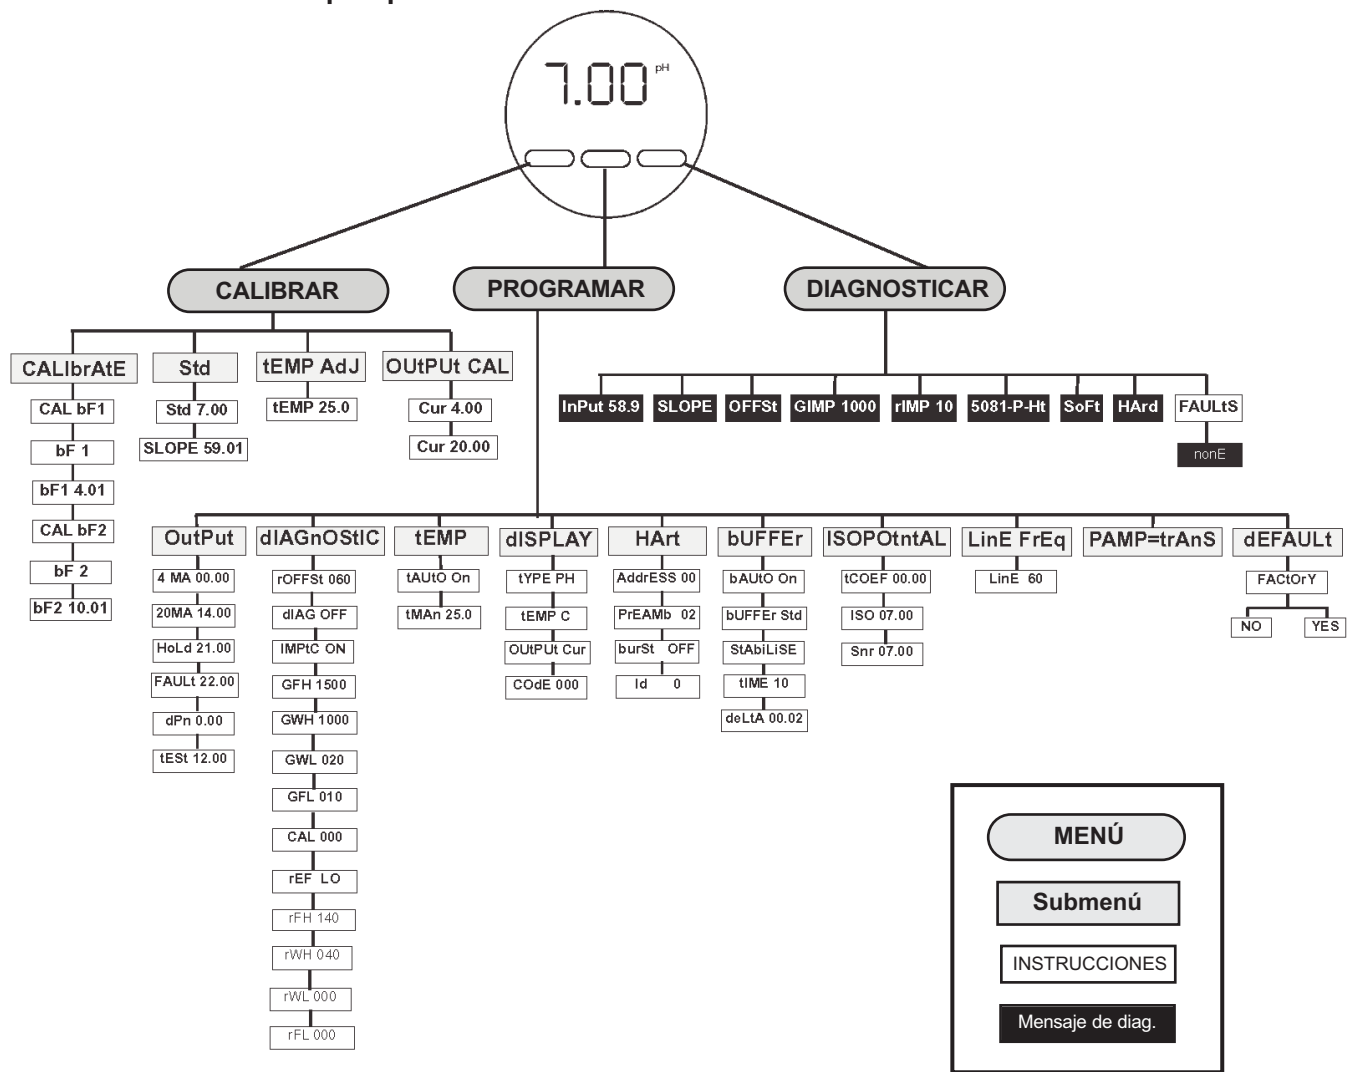 7.00 pH
CALIBRAR
PROGRAMAR
DIAGNOSTICAR
CALIbrAtE
CAL bF1
bF 1
bF1 4.01
CAL bF2
bF 2
bF2 10.01
Std
Std 7.00
SLOPE 59.01
tEMP AdJ
tEMP 25.0
OUtPUt CAL
Cur 4.00
Cur 20.00
InPut 58.9
SLOPE
OFFSt
GIMP 1000
rIMP 10
5081-P-Ht
SoFt
HArd
FAULtS
nonE
OutPut
4 MA 00.00
20MA 14.00
HoLd 21.00
FAULt 22.00
dPn 0.00
tESt 12.00
dIAGnOStIC
rOFFSt 060
dIAG OFF
IMPtC ON
GFH 1500
GWH 1000
GWL 020
GFL 010
CAL 000
rEF LO
rFH 140
rWH 040
rWL 000
rFL 000
tEMP
tAUtO On
tMAn 25.0
dISPLAY
tYPE PH
tEMP C
OUtPUt Cur
COdE 000
HArt
AddrESS 00
PrEAMb 02
burSt OFF
Id 0
bUFFEr
bAUtO On
bUFFEr Std
StAbiLiSE
tIME 10
deLtA 00.02
ISOPOtntAL
tCOEF 00.00
ISO 07.00
Snr 07.00
LinE FrEq
LinE 60
PAMP=trAnS
dEFAULt
FACtOrY
NO
YES
MENÚ
Submenú
INSTRUCCIONES
Mensaje de diag.